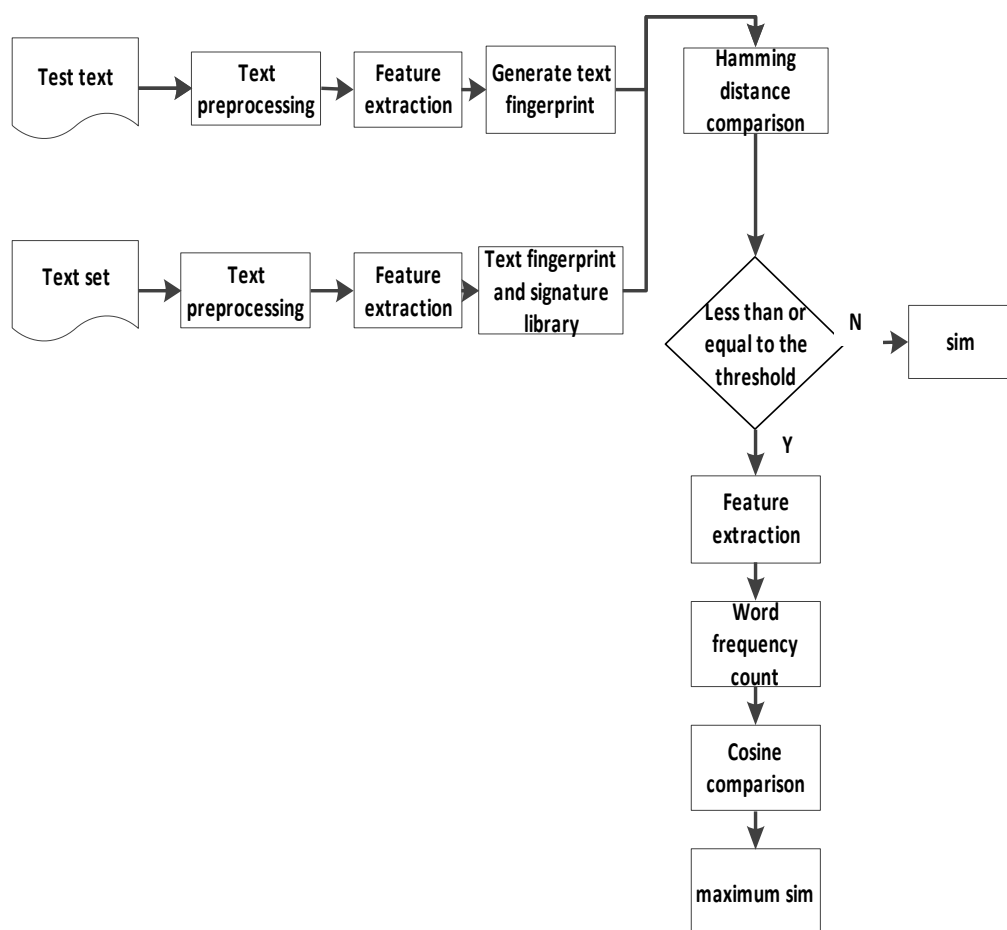 Test text
Text
preprocessing
Feature
extraction
Generate text
fingerprint
Hamming
distance
comparison
Text set
Text
preprocessing
Feature
extraction
Text fingerprint
and signature
library
Less than or
equal to the
threshold
N
sim
Y
Feature
extraction
Word
frequency
count
Cosine
comparison
maximum sim